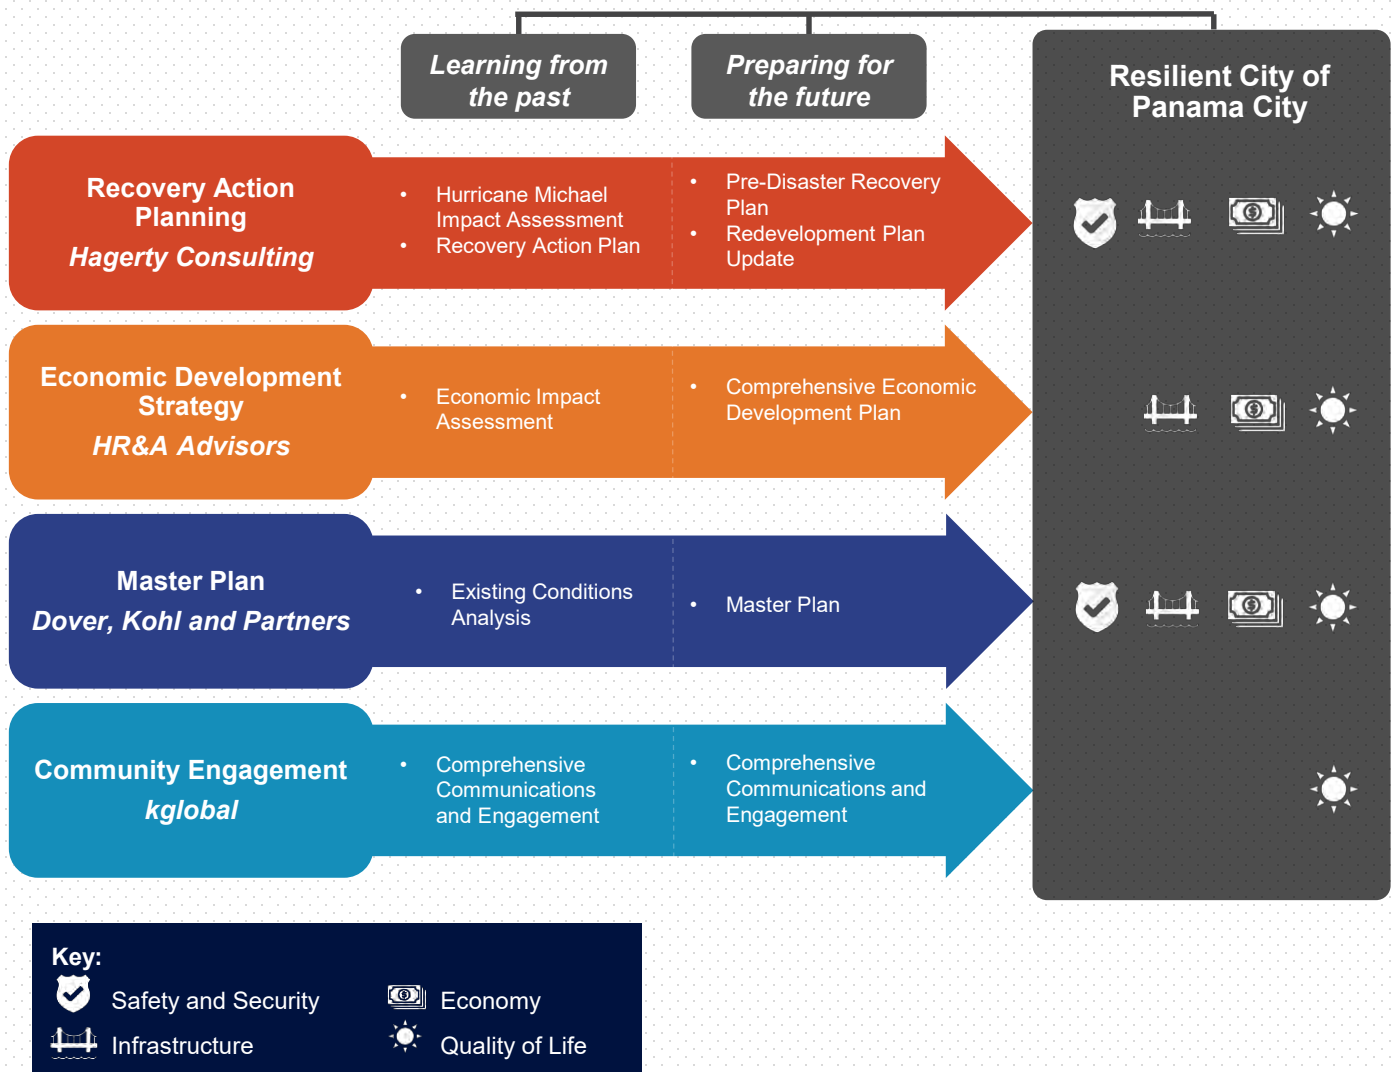 Learning from
the past
Preparing for
the future
Resilient City of
Panama City
Recovery Action
Planning
Hagerty Consulting
• Hurricane Michael
Impact Assessment
• Recovery Action Plan
• Pre-Disaster Recovery
Plan
• Redevelopment Plan
Update
Economic Development
Strategy
HR&A Advisors
• Economic Impact
Assessment
• Comprehensive Economic
Development Plan
Master Plan
Dover, Kohl and Partners
• Existing Conditions
Analysis
• Master Plan
Community Engagement
kglobal
• Comprehensive
Communications
and Engagement
• Comprehensive
Communications and
Engagement
Key:
Safety and Security
Economy
Infrastructure
Quality of Life